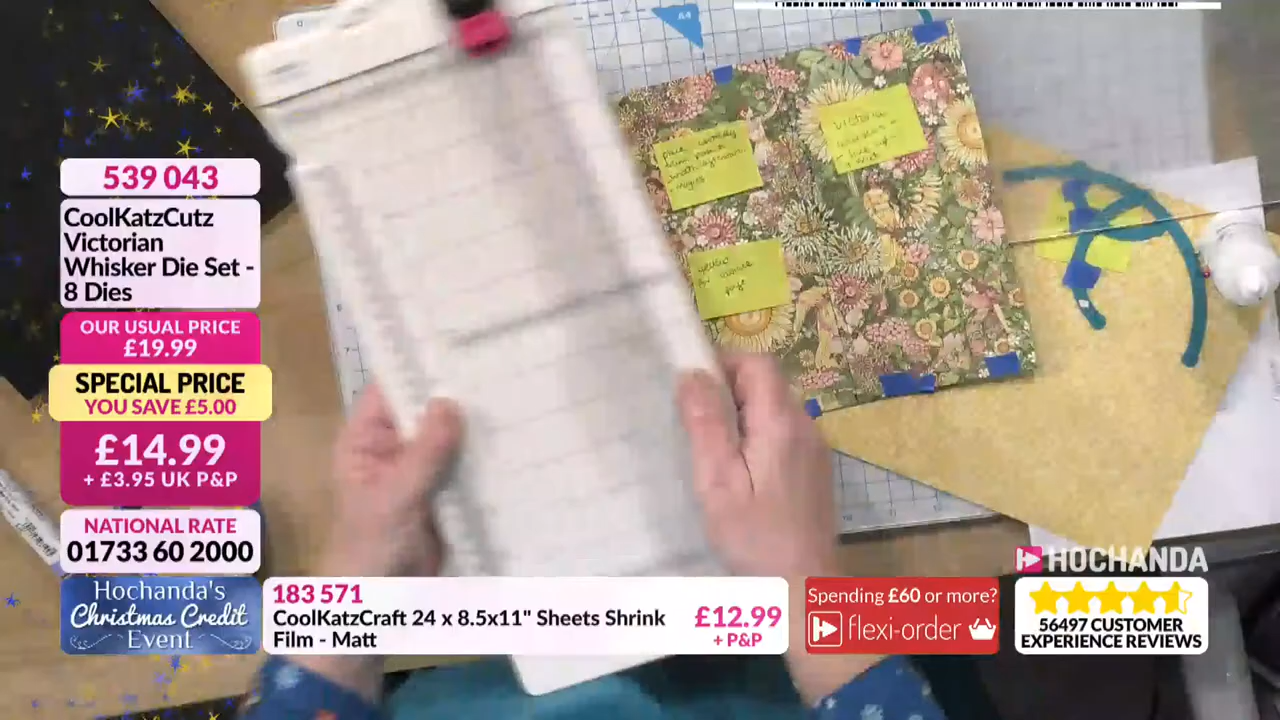 A4
539 043
CoolKatzCutz
Victorian
Whisker Die Set -
8 Dies
OUR USUAL PRICE
£19.99
SPECIAL PRICE
YOU SAVE £5.00
£14.99
+ £3.95 UK P&P
NATIONAL RATE
01733 60 2000
Hochanda's
Christmas Credit
Event
183 571
CoolKatzCraft 24 x 8.5x11" Sheets Shrink
Film - Matt
£12.99
+ P&P
Spending £60 or more?
flexi-order
HOCHANDA
56497 CUSTOMER
EXPERIENCE REVIEWS